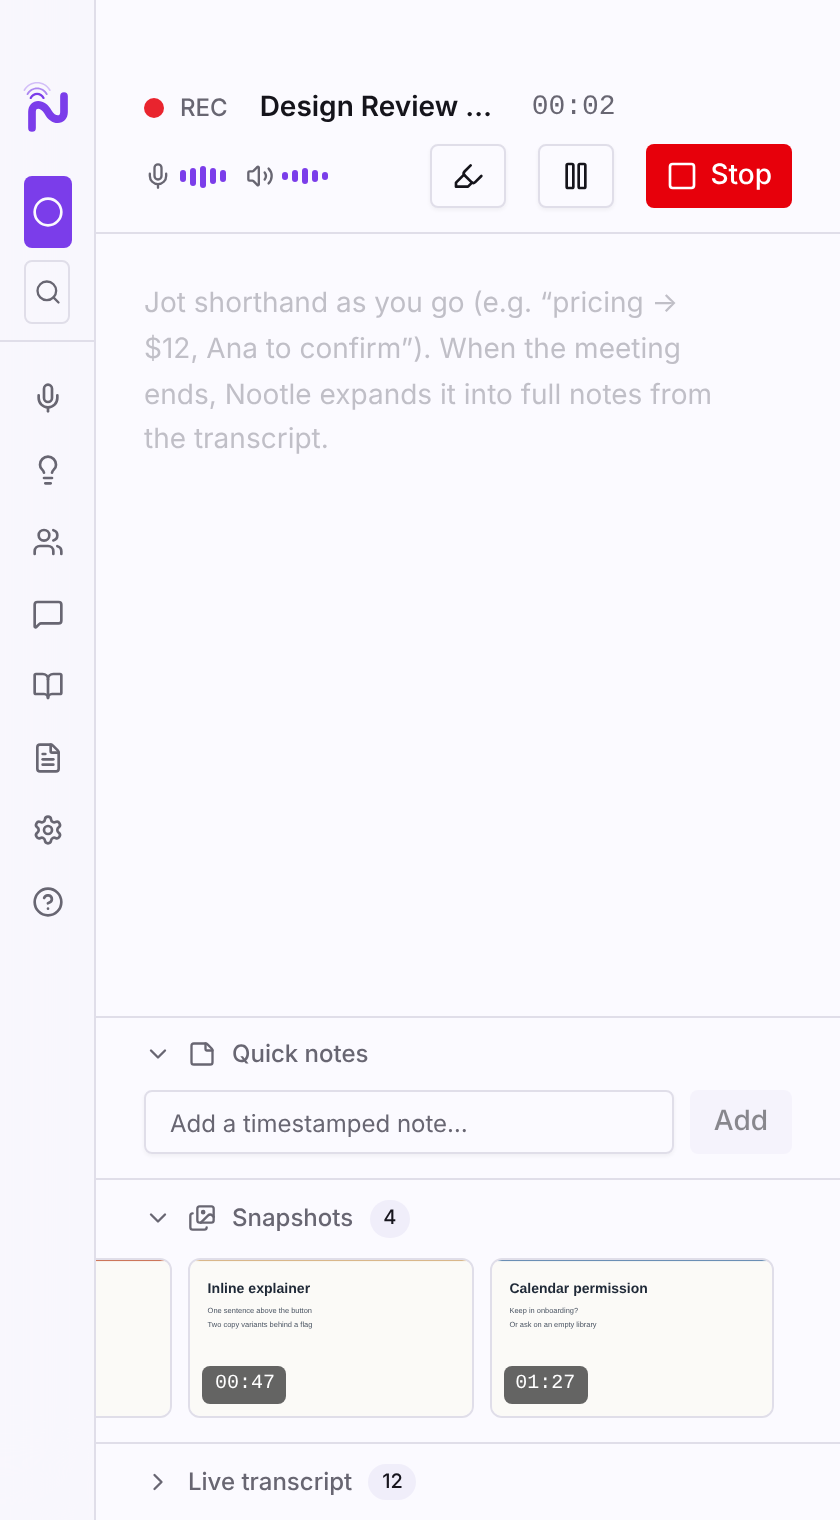 REC Design Review ... 00:02
Stop
Jot shorthand as you go (e.g. “pricing →
$12, Ana to confirm”). When the meeting
ends, Nootle expands it into full notes from
the transcript.
Quick notes
Add a timestamped note...
Add
Snapshots 4
Inline explainer
One sentence above the button
Two copy variants behind a flag
00:47
Calendar permission
Keep in onboarding?
Or ask on an empty library
01:27
Live transcript 12